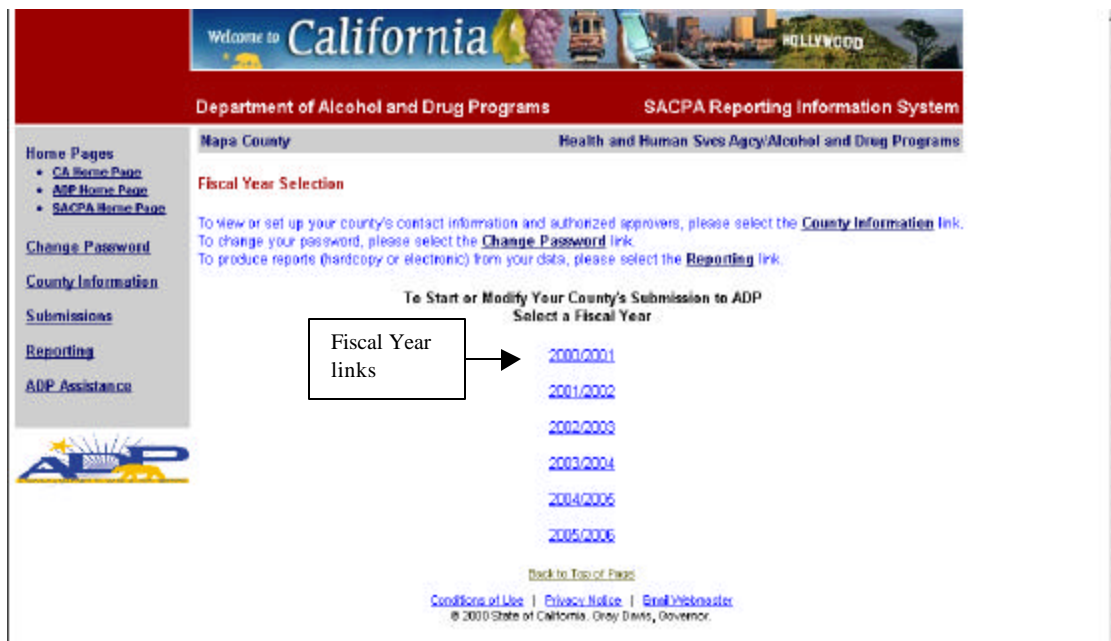 Welcome to California
HOLLYWOOD
Department of Alcohol and Drug Programs
SACPA Reporting Information System
Napa County
Health and Human Svcs Agcy/Alcohol and Drug Programs
Home Pages
• CA Home Page
• ADP Home Page
• SACPA Home Page
Change Password
County Information
Submissions
Reporting
ADP Assistance
ADP
Fiscal Year Selection
To view or set up your county's contact information and authorized approvers, please select the County Information link.
To change your password, please select the Change Password link.
To produce reports (hardcopy or electronic) from your data, please select the Reporting link.
To Start or Modify Your County's Submission to ADP
Select a Fiscal Year
Fiscal Year
links
2000/2001
2001/2002
2002/2003
2003/2004
2004/2005
2005/2006
Back to Top of Page
Conditions of Use | Privacy Notice | Email Webmaster
© 2000 State of California. Gray Davis, Governor.